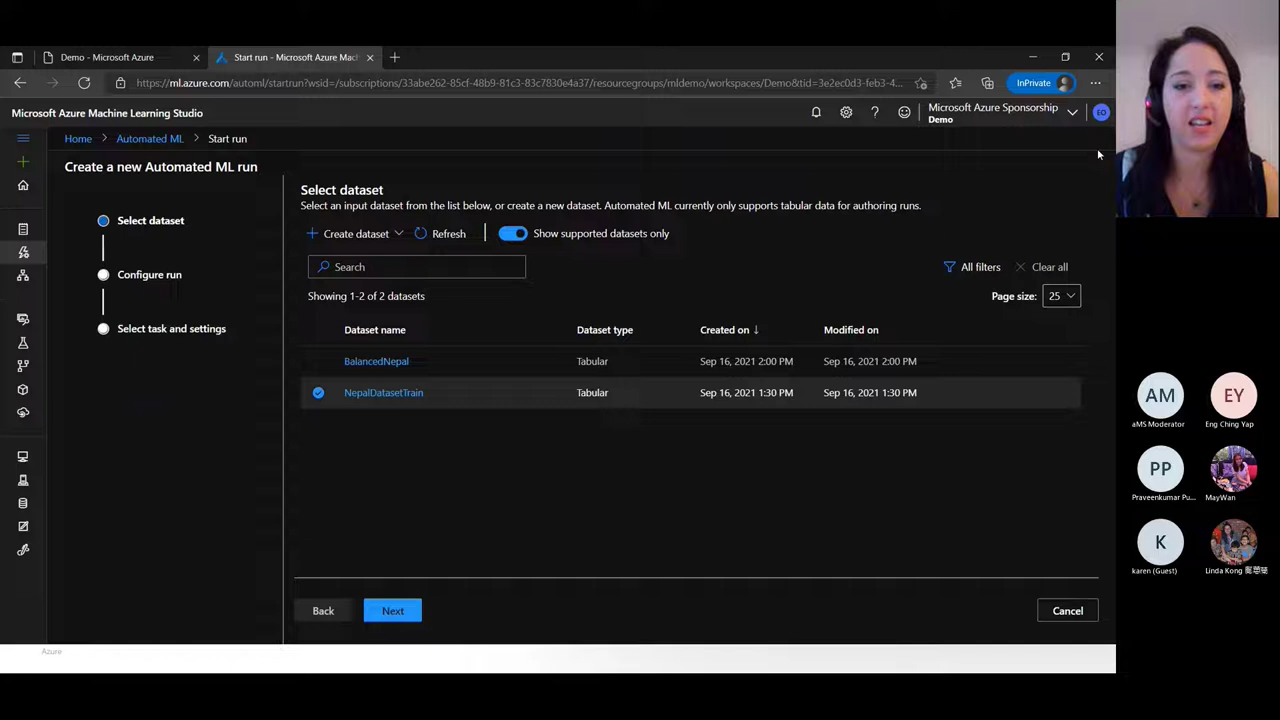 Demo - Microsoft Azure
Start run - Microsoft Azure Mac
https://ml.azure.com/automl/startrun?wsid=/subscriptions/33abe262-85cf-48b9-81c3-83c7830e4a37/resourcegroups/mldemo/workspaces/Demo&tid=3e2ec0d3-feb3-4...
InPrivate
Microsoft Azure Machine Learning Studio
Microsoft Azure Sponsorship
Demo
EO
Home > Automated ML > Start run
Create a new Automated ML run
Select dataset
Configure run
Select task and settings
Select dataset
Select an input dataset from the list below, or create a new dataset. Automated ML currently only supports tabular data for authoring runs.
Create dataset
Refresh
Show supported datasets only
Search
All filters
Clear all
Showing 1-2 of 2 datasets
Page size: 25
Dataset name Dataset type Created on ↓ Modified on
BalancedNepal Tabular Sep 16, 2021 2:00 PM Sep 16, 2021 2:00 PM
NepalDatasetTrain Tabular Sep 16, 2021 1:30 PM Sep 16, 2021 1:30 PM
Back
Next
Cancel
Azure
AM
aMS Moderator
EY
Eng Ching Yap
PP
Praveenkumar Pu...
MayWan
K
karen (Guest)
Linda Kong